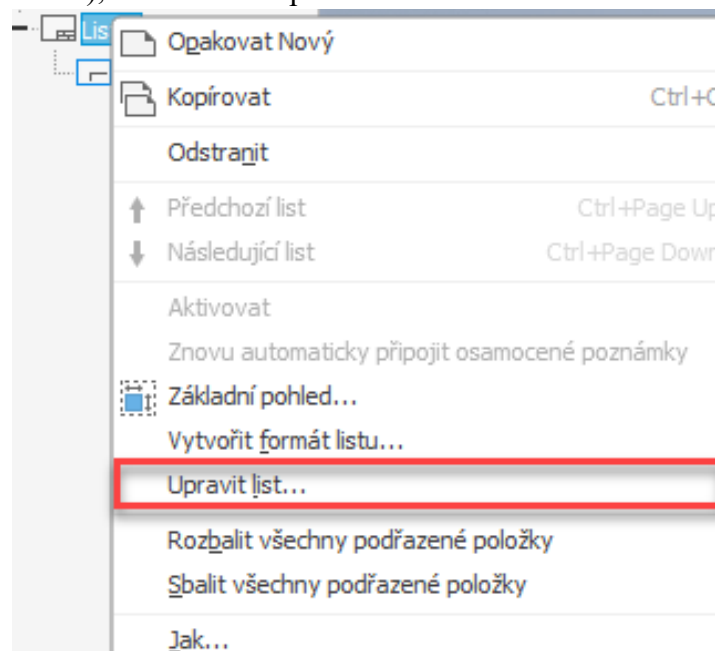 Lis
Opakovat Nový
Kopírovat Ctrl+C
Odstranit
Předchozí list Ctrl+Page Up
Následující list Ctrl+Page Down
Aktivovat
Znovu automaticky připojit osamocené poznámky
Základní pohled...
Vytvořit formát listu...
Upravit list...
Rozbalit všechny podřazené položky
Sbalit všechny podřazené položky
Jak...